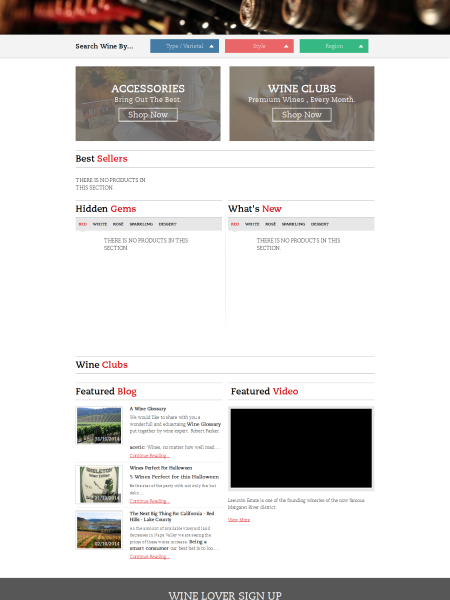 Search Wine By...
Type / Varietal
Style
Region
ACCESSORIES
Bring Out The Best.
Shop Now
WINE CLUBS
Premium Wines , Every Month.
Shop Now
Best Sellers
THERE IS NO PRODUCTS IN
THIS SECTION.
Hidden Gems
RED WHITE ROSÉ SPARKLING DESSERT
THERE IS NO PRODUCTS IN THIS
SECTION.
What's New
RED WHITE ROSÉ SPARKLING DESSERT
THERE IS NO PRODUCTS IN THIS
SECTION.
Wine Clubs
Featured Blog
A Wine Glossary
We would like to share with you a
wonderfull and educating Wine Glossary
put together by wine expert, Robert Parker.
acetic: Wines, no matter how well mad...
Continue Reading...
Wines Perfect For Halloween
5 Wines Perfect for this Halloween
Be the star of the party with not only the but
Continue Reading...
The Next Big Thing For California - Red
Hills - Lake County
As the amount of available vineyard land
decreases in Napa Valley we are seeing the
prices of these wines increase. Being a
smart consumer our best bet is to loo...
02/10/2014
Continue Reading...
Featured Video
Leeuwin Estate is one of the founding wineries of the now famous
Margaret River district.
View More
WINE LOVER SIGN UP